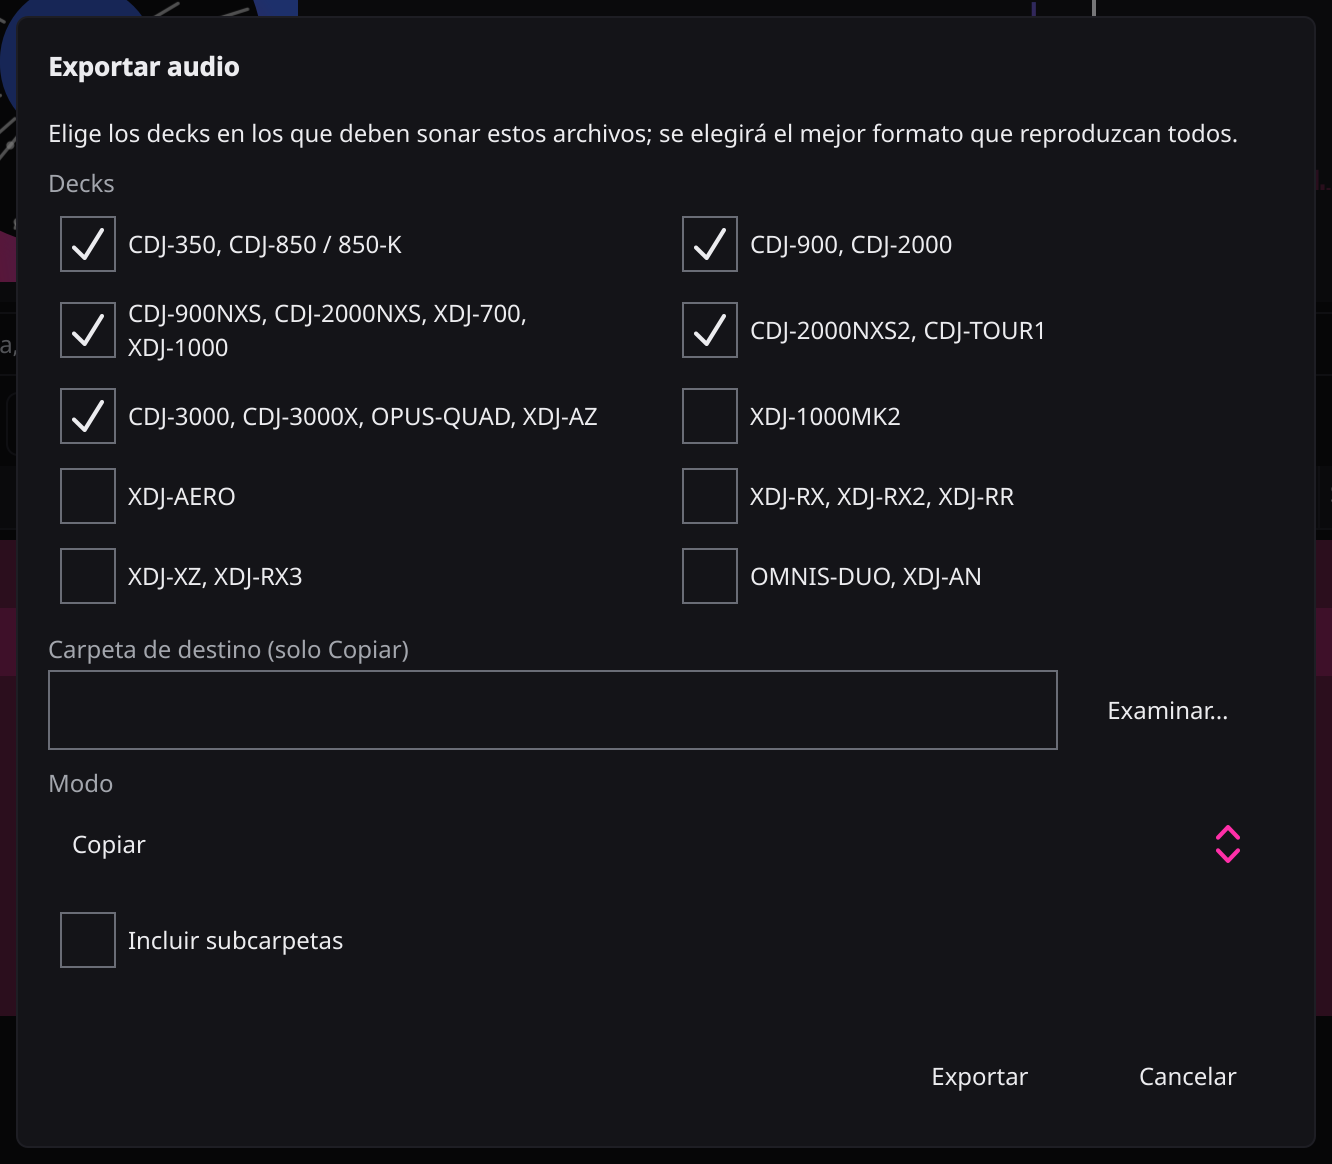 Exportar audio
Elige los decks en los que deben sonar estos archivos; se elegirá el mejor formato que reproduzcan todos.
Decks
CDJ-350, CDJ-850 / 850-K
CDJ-900, CDJ-2000
CDJ-900NXS, CDJ-2000NXS, XDJ-700,
XDJ-1000
CDJ-2000NXS2, CDJ-TOUR1
CDJ-3000, CDJ-3000X, OPUS-QUAD, XDJ-AZ
XDJ-1000MK2
XDJ-AERO
XDJ-RX, XDJ-RX2, XDJ-RR
XDJ-XZ, XDJ-RX3
OMNIS-DUO, XDJ-AN
Carpeta de destino (solo Copiar)
Examinar...
Modo
Copiar
Incluir subcarpetas
Exportar
Cancelar